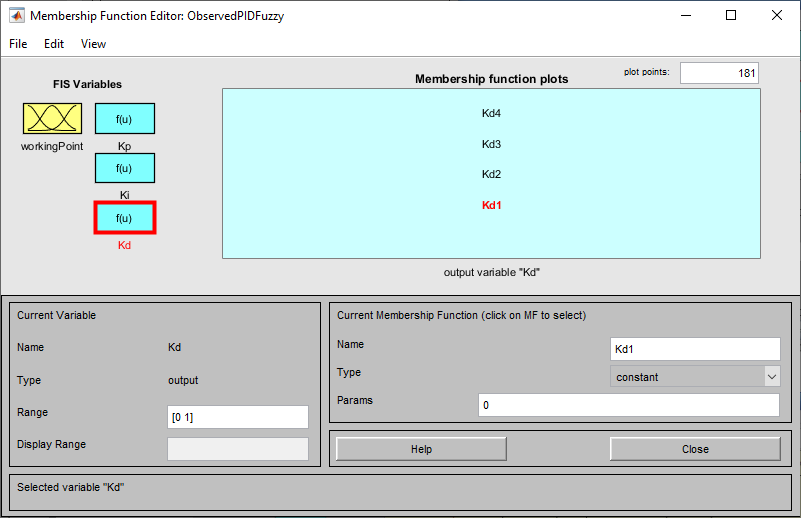 Membership Function Editor: ObservedPIDFuzzy
File Edit View
FIS Variables
Membership function plots
plot points:
181
f(u)
workingPoint
Kp
f(u)
Ki
f(u)
Kd
Kd4
Kd3
Kd2
Kd1
output variable "Kd"
Current Variable
Name Kd
Type output
Range [0 1]
Display Range
Current Membership Function (click on MF to select)
Name Kd1
Type constant
Params 0
Help Close
Selected variable "Kd"